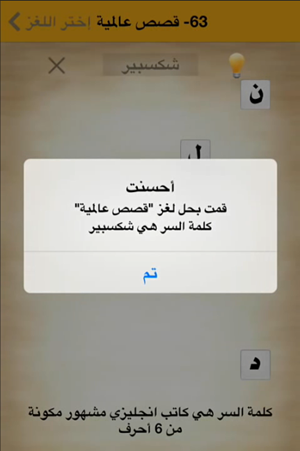 63- قصص عالمية إختر اللغز
شكسبير
ن
ل
أحسنت
قمت بحل لغز "قصص عالمية"
كلمة السر هي شكسبير
تم
د
كلمة السر هي كاتب انجليزي مشهور مكونة
من 6 أحرف